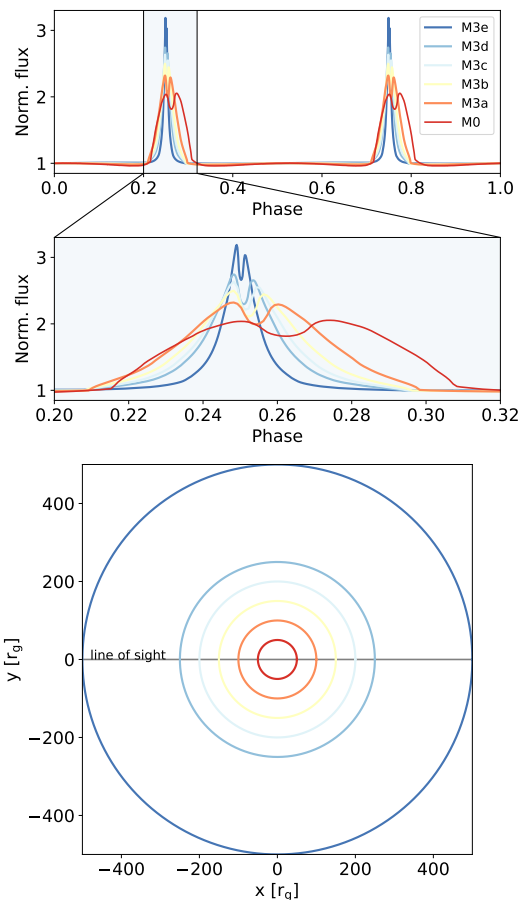 3
2
1
Norm. flux
M3e
M3d
M3c
M3b
M3a
M0
0.0 0.2 0.4 0.6 0.8 1.0
Phase
3
2
1
Norm. flux
0.20 0.22 0.24 0.26 0.28 0.30 0.32
Phase
400
200
0
−200
−400
y [rg]
line of sight
−400 −200 0 200 400
x [rg]